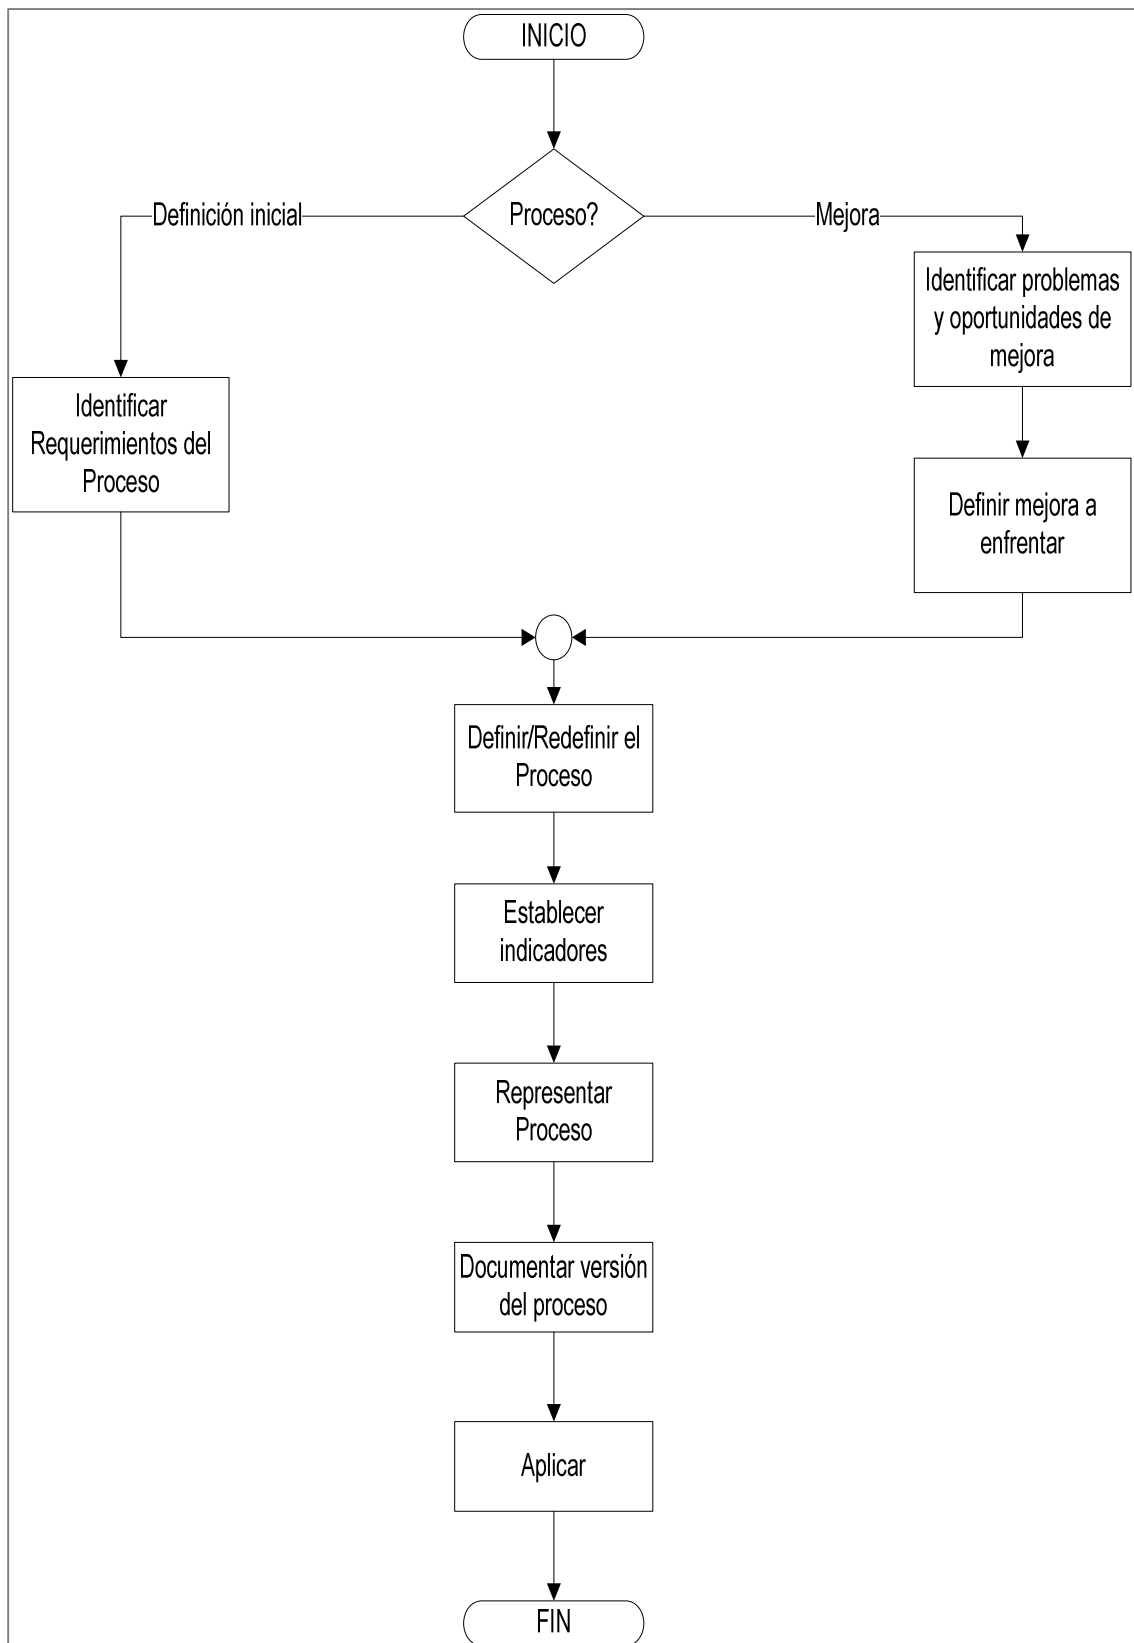 INICIO
Proceso?
Definición inicial
Mejora
Identificar problemas
y oportunidades de
mejora
Identificar
Requerimientos del
Proceso
Definir mejora a
enfrentar
Definir/Redefinir el
Proceso
Establecer
indicadores
Representar
Proceso
Documentar versión
del proceso
Aplicar
FIN